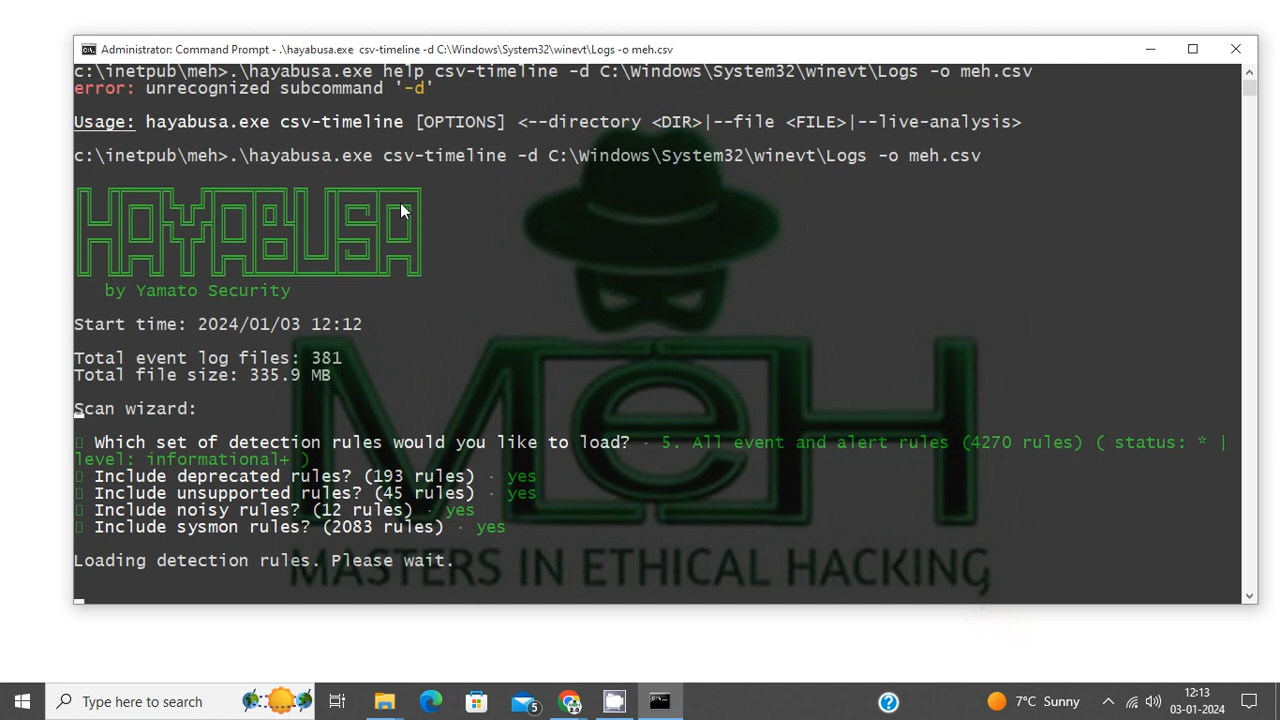 Administrator: Command Prompt - .\hayabusa.exe  csv-timeline -d C:\Windows\System32\winevt\Logs -o meh.csv
c:\inetpub\meh>.\hayabusa.exe help csv-timeline -d C:\Windows\System32\winevt\Logs -o meh.csv
error: unrecognized subcommand '-d'
Usage: hayabusa.exe csv-timeline [OPTIONS] <--directory <DIR>|--file <FILE>|--live-analysis>
c:\inetpub\meh>.\hayabusa.exe csv-timeline -d C:\Windows\System32\winevt\Logs -o meh.csv
HAYABUSA
by Yamato Security
Start time: 2024/01/03 12:12
Total event log files: 381
Total file size: 335.9 MB
Scan wizard:
Which set of detection rules would you like to load? · 5. All event and alert rules (4270 rules) ( status: * |
level: informational+ )
Include deprecated rules? (193 rules) · yes
Include unsupported rules? (45 rules) · yes
Include noisy rules? (12 rules) · yes
Include sysmon rules? (2083 rules) · yes
Loading detection rules. Please wait.
MeH
MASTERS IN ETHICAL HACKING
Type here to search
5
2.0
7°C Sunny
12:13
03-01-2024